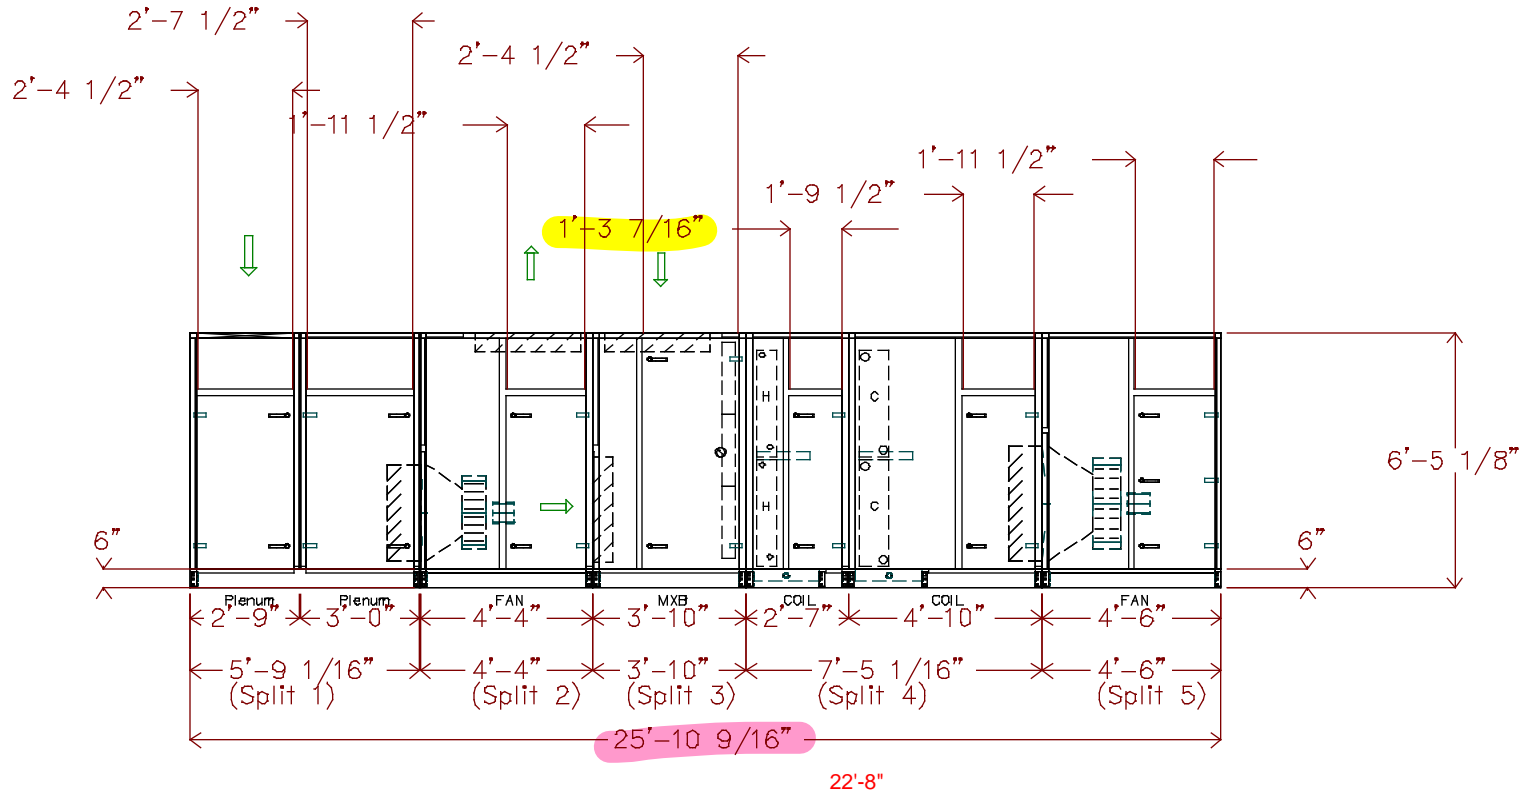 2'-7 1/2"
2'-4 1/2"
2'-4 1/2"
1'-11 1/2"
1'-11 1/2"
1'-9 1/2"
1'-3 7/16"
H
C
H
C
6'-5 1/8"
6"
6"
Plenum Plenum FAN MXB COIL COIL FAN
2'-9" 3'-0" 4'-4" 3'-10" 2'-7" 4'-10" 4'-6"
5'-9 1/16" 4'-4" 3'-10" 7'-5 1/16" 4'-6"
(Split 1) (Split 2) (Split 3) (Split 4) (Split 5)
25'-10 9/16"
22'-8"